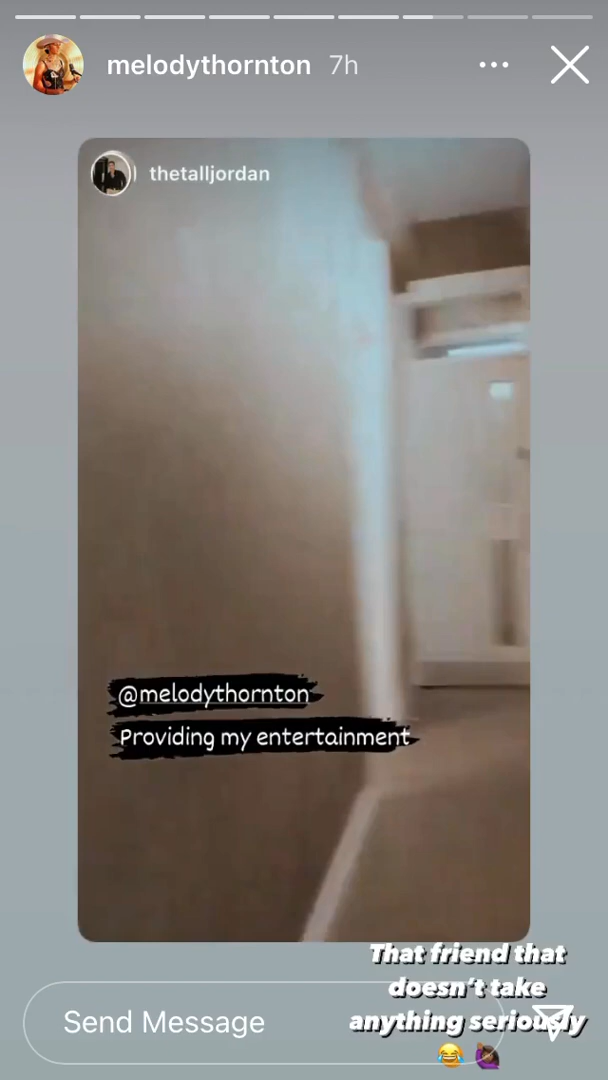 melodythornton 7h
thetalljordan
@melodythornton
Providing my entertainment
That friend that
doesn't take
anything seriously
😂 🤦🏾‍♀️
Send Message